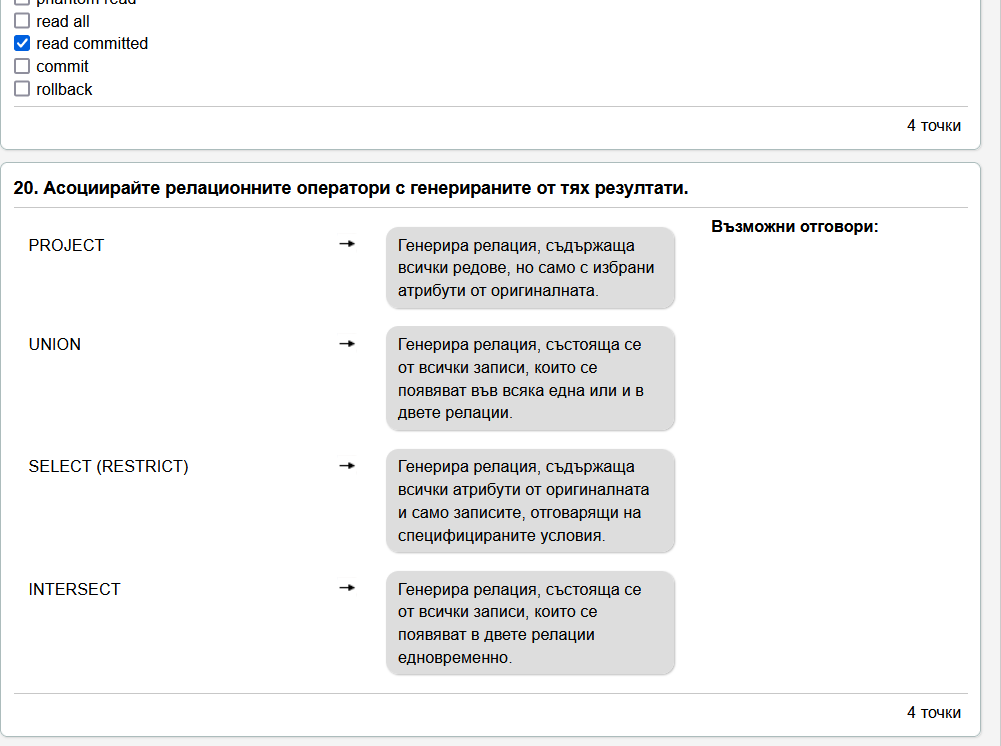 phantom read
read all
read committed
commit
rollback
4 точки
20. Асоциирайте релационните оператори с генерираните от тях резултати.
Възможни отговори:
PROJECT
Генерира релация, съдържаща
всички редове, но само с избрани
атрибути от оригиналната.
UNION
Генерира релация, състояща се
от всички записи, които се
появяват във всяка една или и в
двете релации.
SELECT (RESTRICT)
Генерира релация, съдържаща
всички атрибути от оригиналната
и само записите, отговарящи на
специфицираните условия.
INTERSECT
Генерира релация, състояща се
от всички записи, които се
появяват в двете релации
едновременно.
4 точки